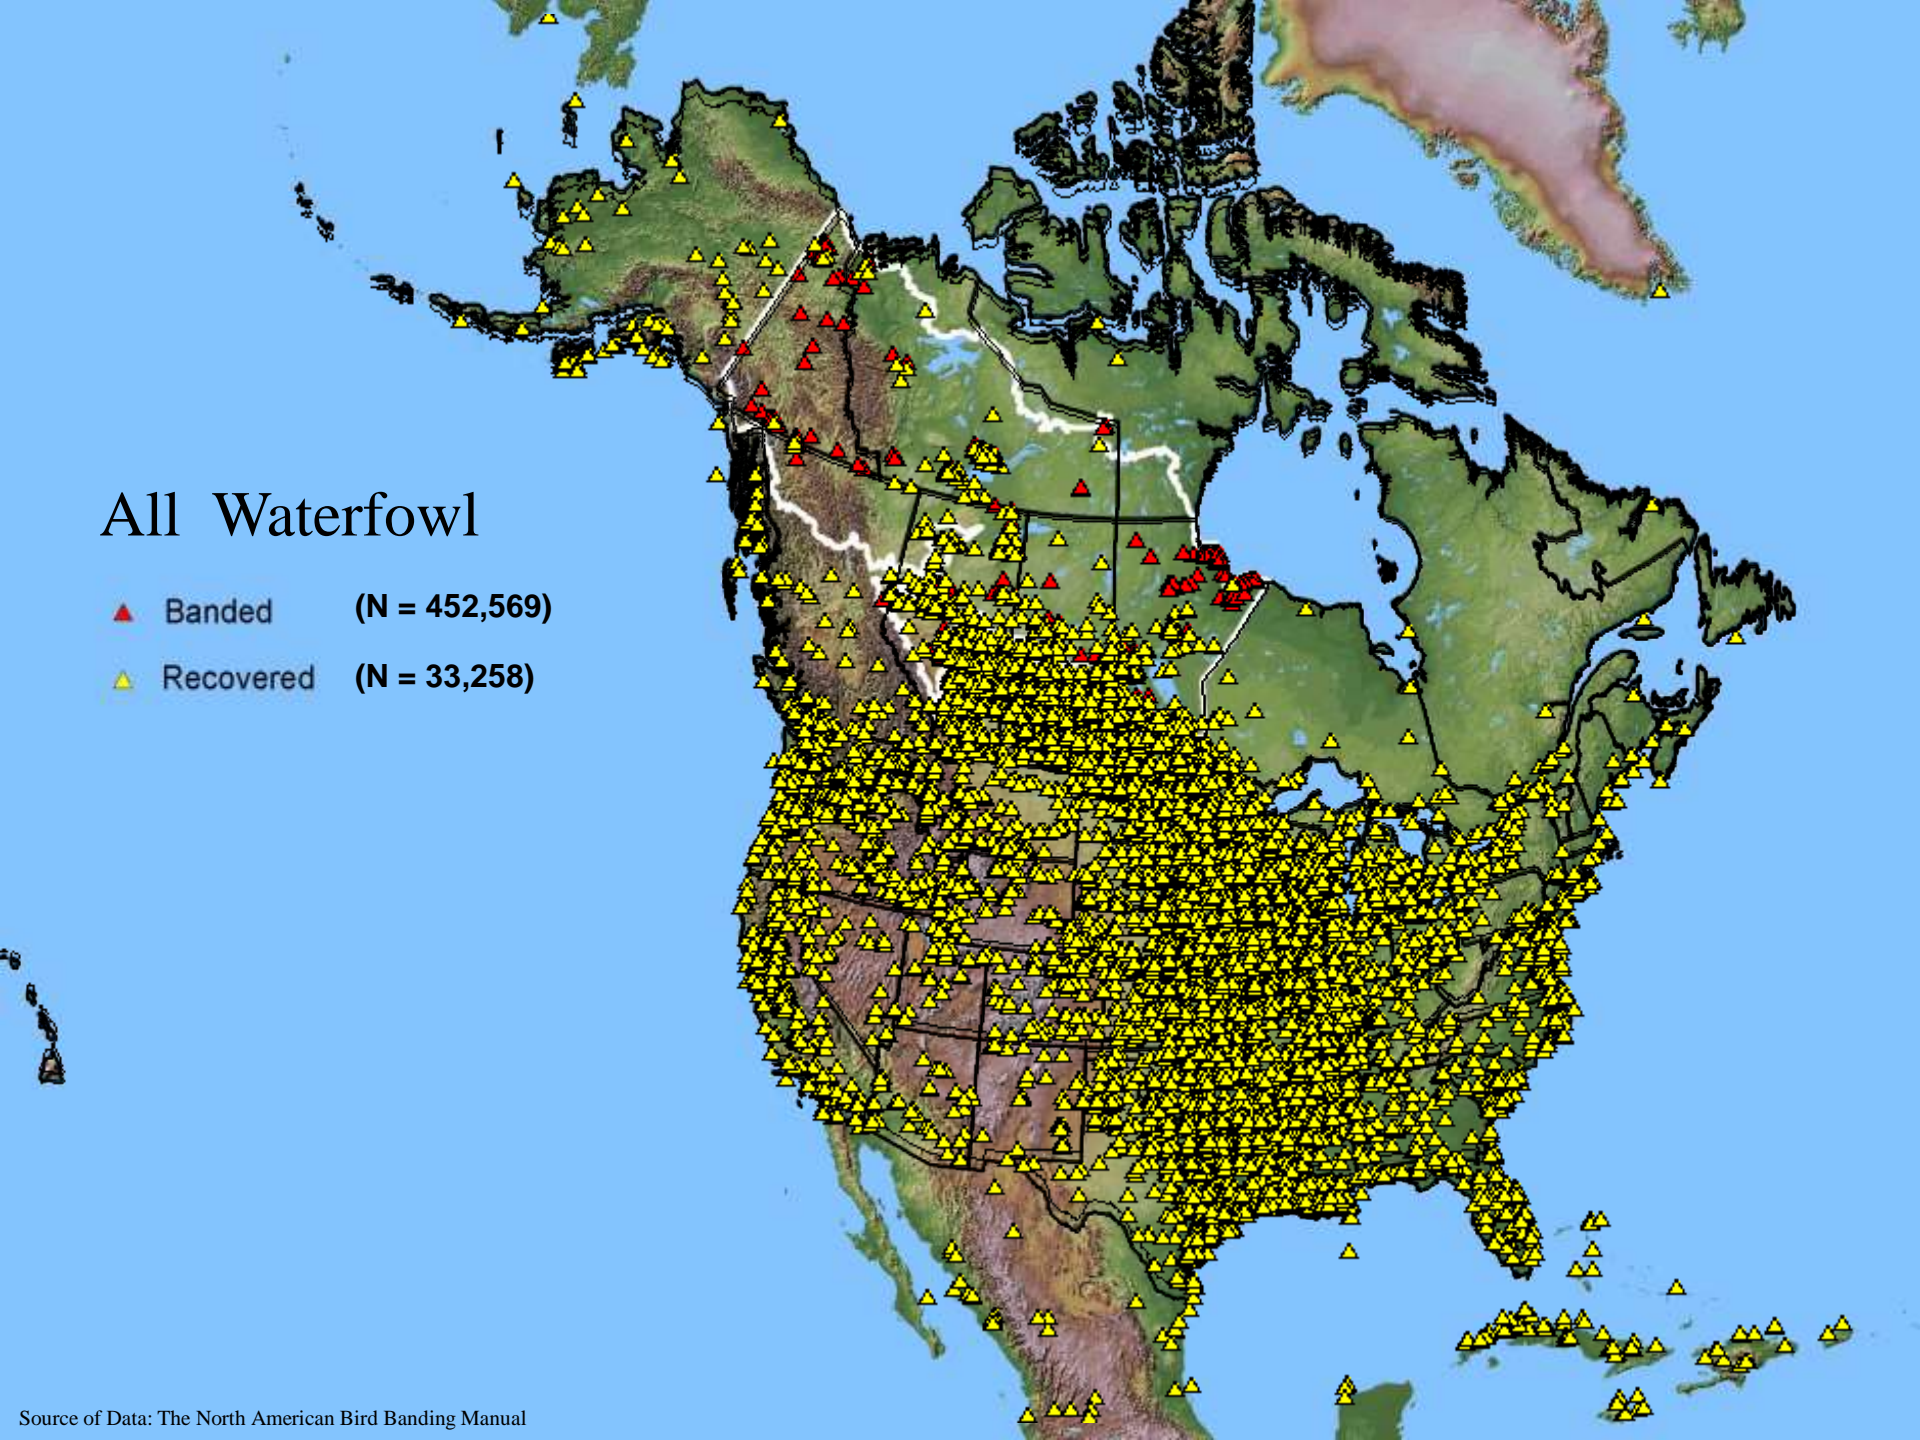 All Waterfowl
Banded (N = 452,569)
Recovered (N = 33,258)
Source of Data: The North American Bird Banding Manual